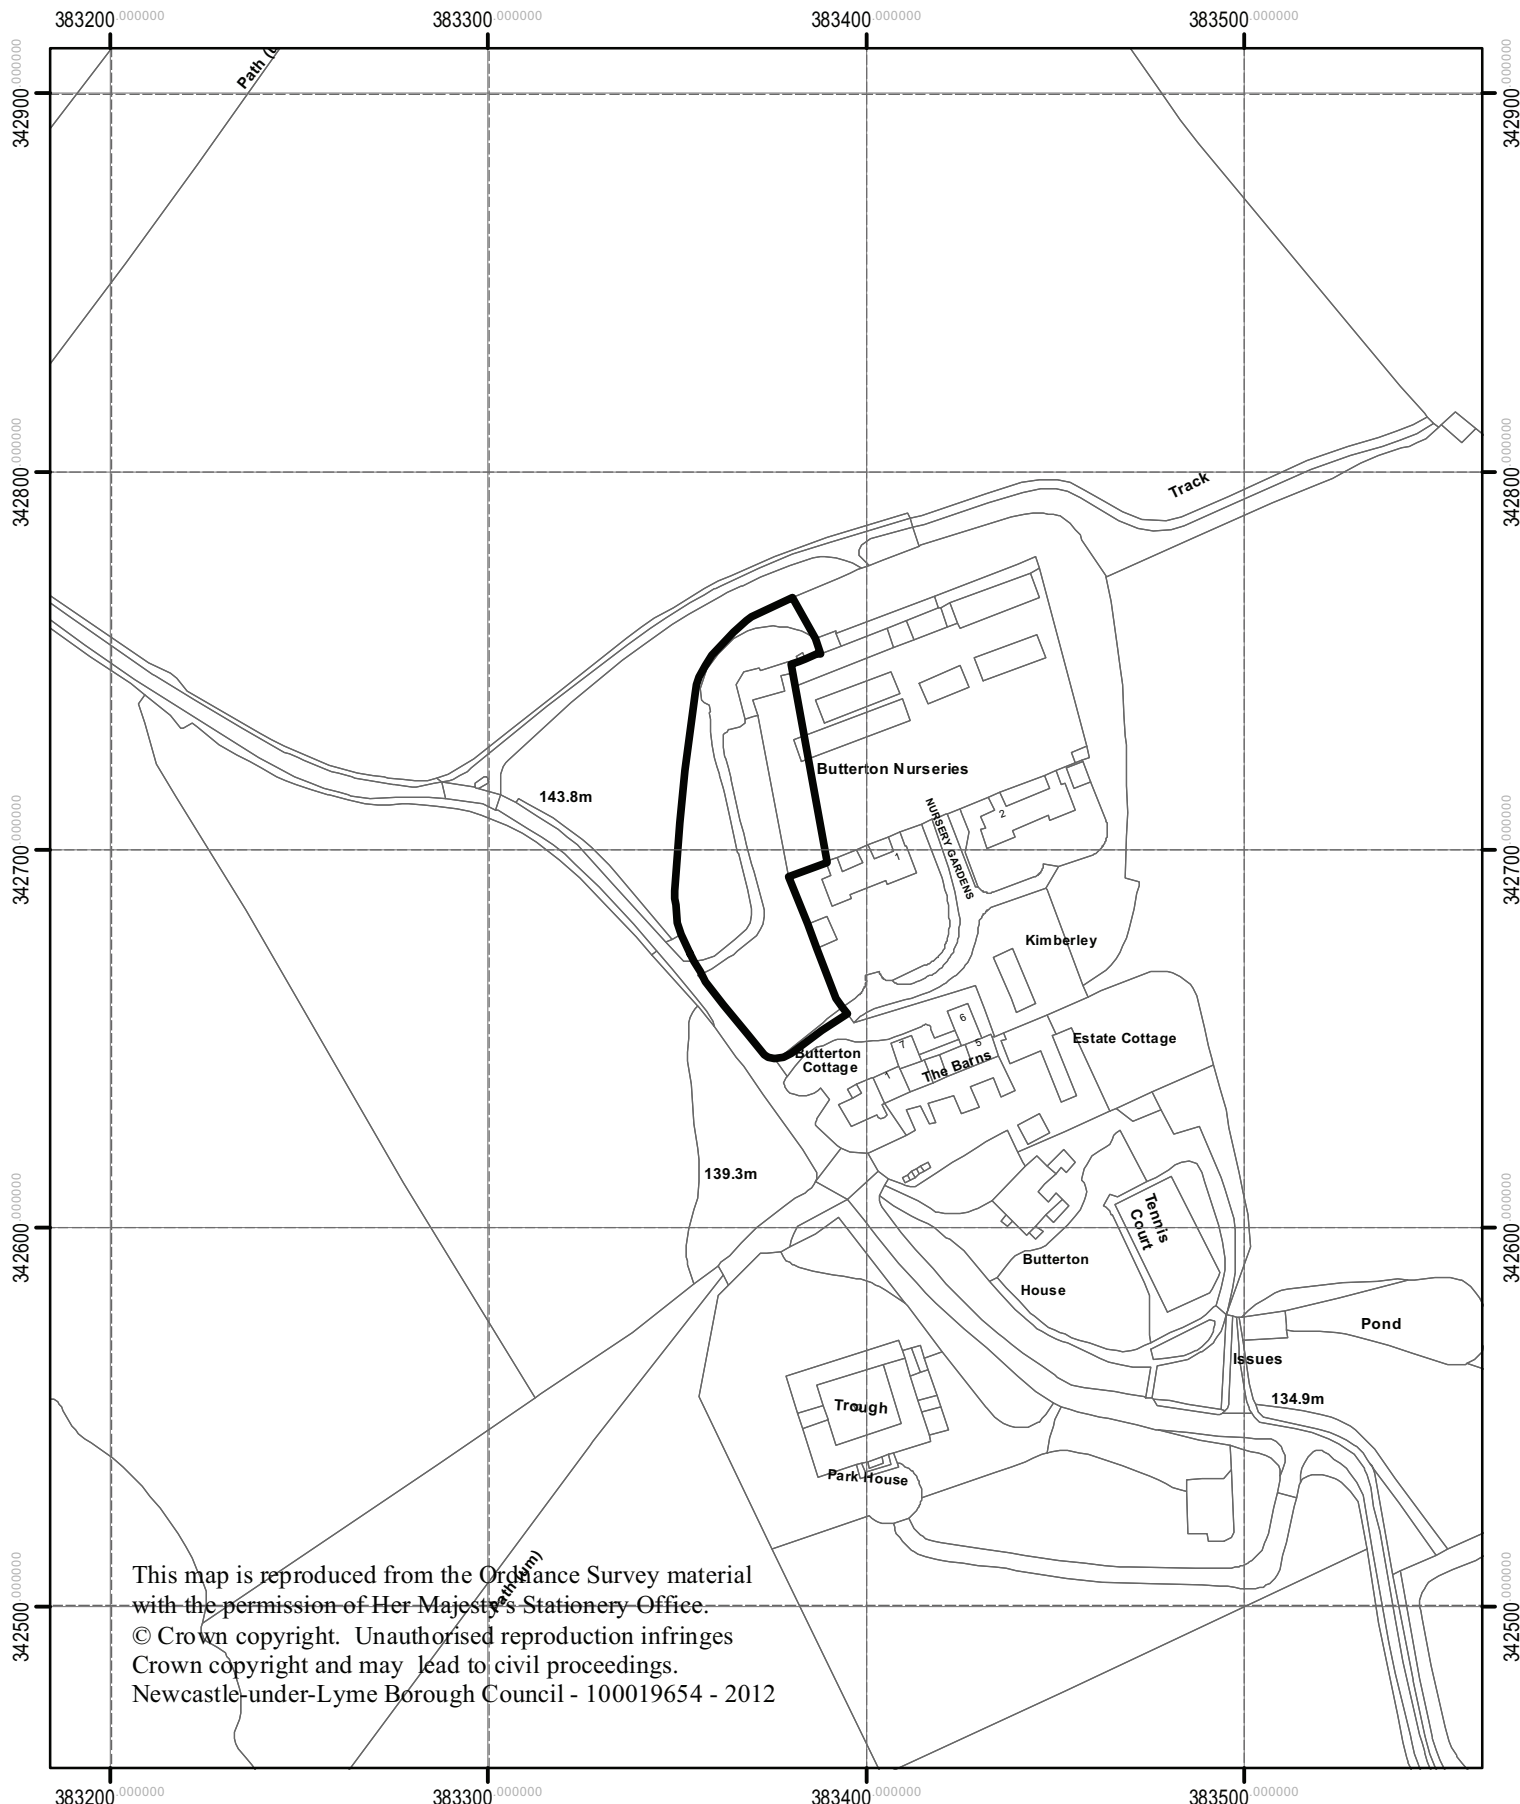 383200.000000 383300.000000 383400.000000 383500.000000
342900.000000
342900.000000
Path (u
342800.000000
342800.000000
Track
Butterton Nurseries
143.8m
NURSERY GARDENS
2
1
342700.000000
342700.000000
Kimberley
6
7
5
Estate Cottage
Butterton
Cottage
The Barns
1
139.3m
Tennis
Court
342600.000000
342600.000000
Butterton
House
Pond
Issues
134.9m
Trough
Park House
Path (um)
342500.000000
342500.000000
This map is reproduced from the Ordnance Survey material
with the permission of Her Majesty's Stationery Office.
© Crown copyright. Unauthorised reproduction infringes
Crown copyright and may lead to civil proceedings.
Newcastle-under-Lyme Borough Council - 100019654 - 2012
383200.000000 383300.000000 383400.000000 383500.000000